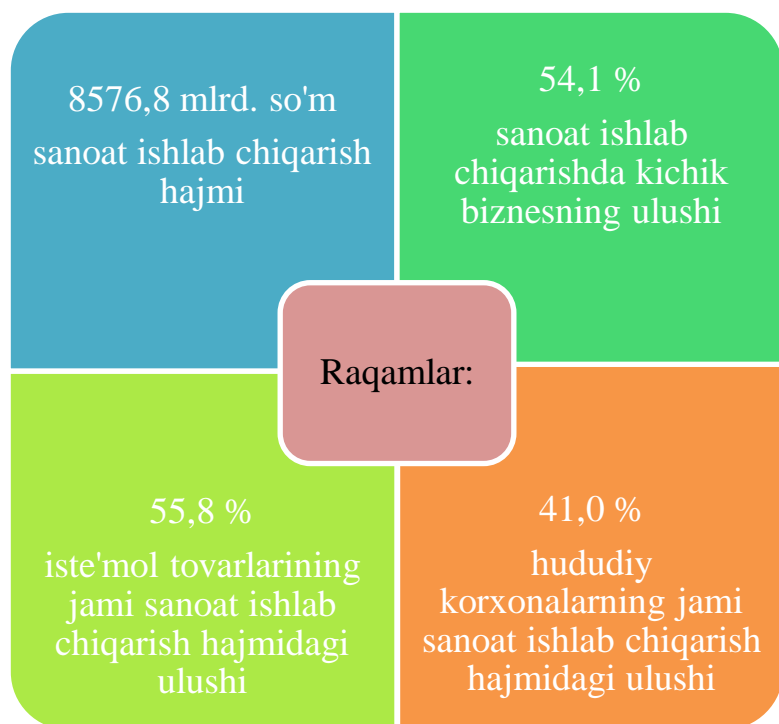 8576,8 mlrd. so'm
sanoat ishlab chiqarish
hajmi
54,1 %
sanoat ishlab
chiqarishda kichik
biznesning ulushi
Raqamlar:
55,8 %
iste'mol tovarlarining
jami sanoat ishlab
chiqarish hajmidagi
ulushi
41,0 %
hududiy
korxonalarning jami
sanoat ishlab chiqarish
hajmidagi ulushi